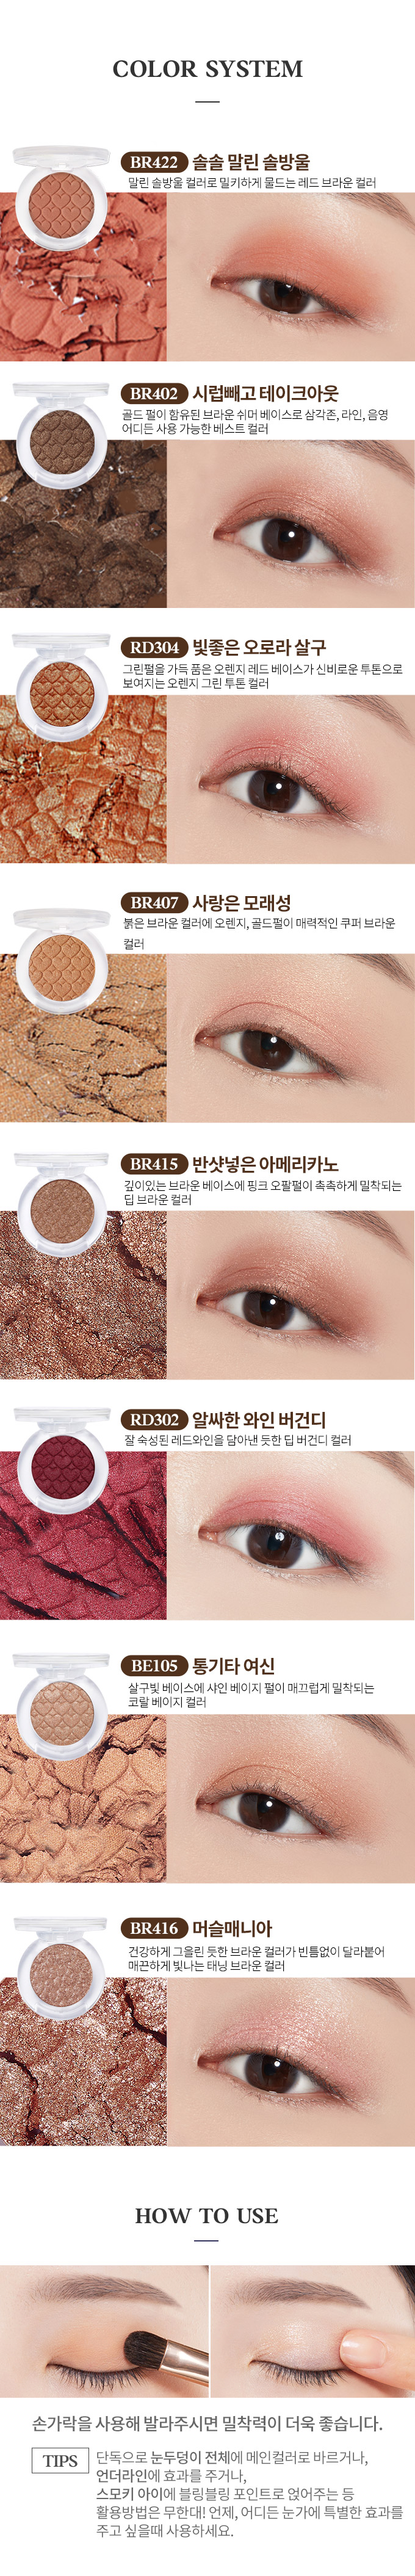 COLOR SYSTEM
BR422 솔솔 말린 솔방울
말린 솔방울 컬러로 밀키하게 물드는 레드 브라운 컬러
BR402 시럽빼고 테이크아웃
골드 펄이 함유된 브라운 쉬머 베이스로 삼각존, 라인, 음영
어디든 사용 가능한 베스트 컬러
RD304 빛좋은 오로라 살구
그린펄을 가득 품은 오렌지 레드 베이스가 신비로운 투톤으로
보여지는 오렌지 그린 투톤 컬러
BR407 사랑은 모래성
붉은 브라운 컬러에 오렌지, 골드펄이 매력적인 쿠퍼 브라운
컬러
BR415 반샷넣은 아메리카노
깊이있는 브라운 베이스에 핑크 오팔펄이 촉촉하게 밀착되는
딥 브라운 컬러
RD302 알싸한 와인 버건디
잘 숙성된 레드와인을 담아낸 듯한 딥 버건디 컬러
BE105 통기타 여신
살구빛 베이스에 샤인 베이지 펄이 매끄럽게 밀착되는
코랄 베이지 컬러
BR416 머슬매니아
건강하게 그을린 듯한 브라운 컬러가 빈틈없이 달라붙어
매끈하게 빛나는 태닝 브라운 컬러
HOW TO USE
손가락을 사용해 발라주시면 밀착력이 더욱 좋습니다.
TIPS 단독으로 눈두덩이 전체에 메인컬러로 바르거나,
언더라인에 효과를 주거나,
스모키 아이에 블링블링 포인트로 얹어주는 등
활용방법은 무한대! 언제, 어디든 눈가에 특별한 효과를
주고 싶을때 사용하세요.